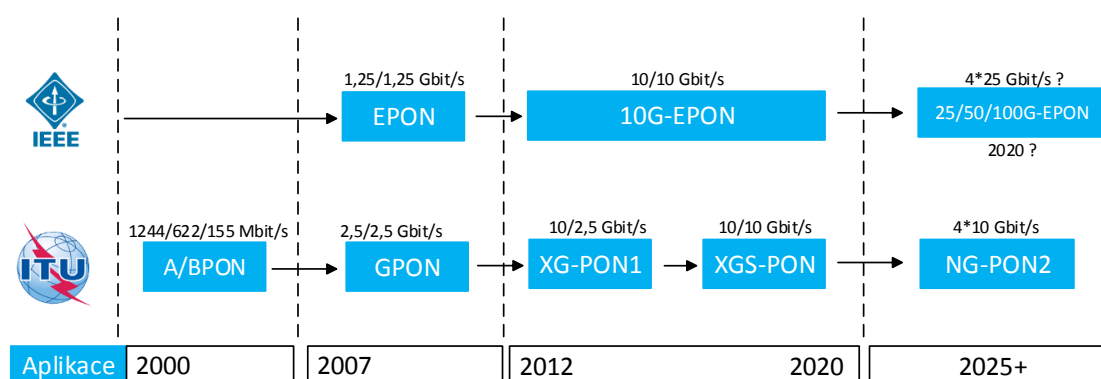 1,25/1,25 Gbit/s
10/10 Gbit/s
4*25 Gbit/s ?
IEEE
EPON
10G-EPON
25/50/100G-EPON
2020 ?
1244/622/155 Mbit/s
2,5/2,5 Gbit/s
10/2,5 Gbit/s
10/10 Gbit/s
4*10 Gbit/s
ITU
A/BPON
GPON
XG-PON1
XGS-PON
NG-PON2
Aplikace
2000
2007
2012
2020
2025+